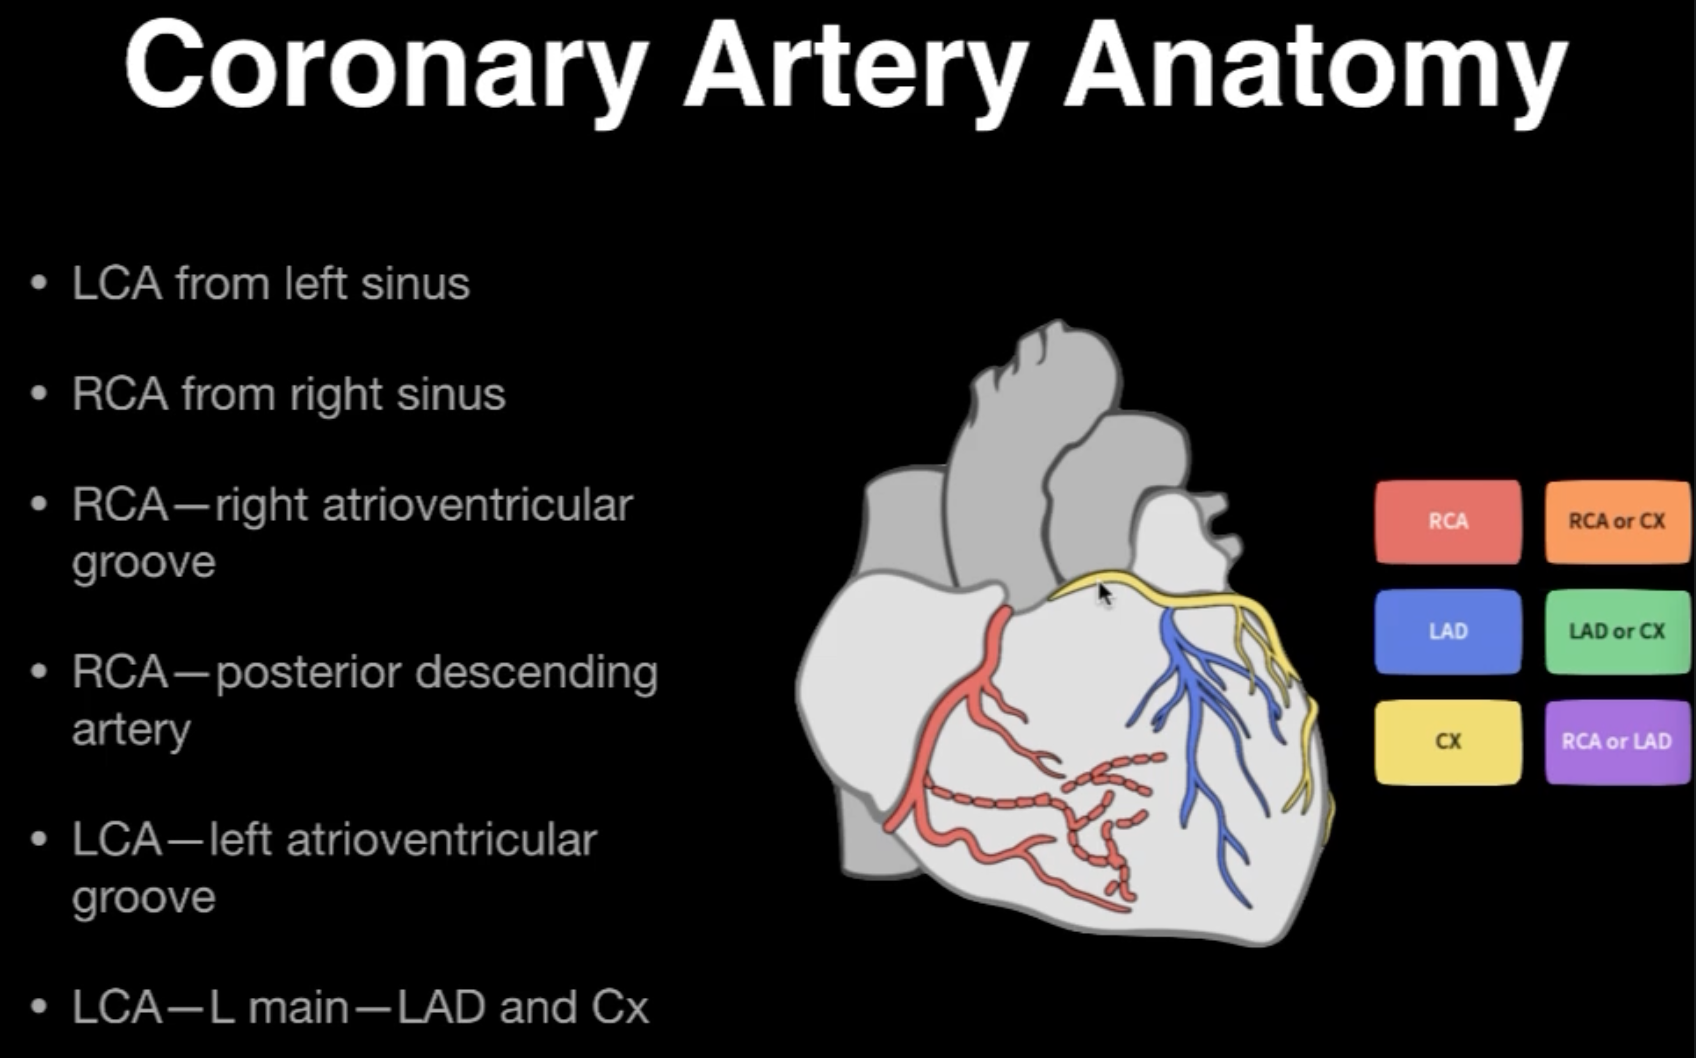 Coronary Artery Anatomy
• LCA from left sinus
• RCA from right sinus
• RCA—right atrioventricular
groove
• RCA—posterior descending
artery
• LCA—left atrioventricular
groove
• LCA—L main—LAD and Cx
RCA
RCA or CX
LAD
LAD or CX
CX
RCA or LAD